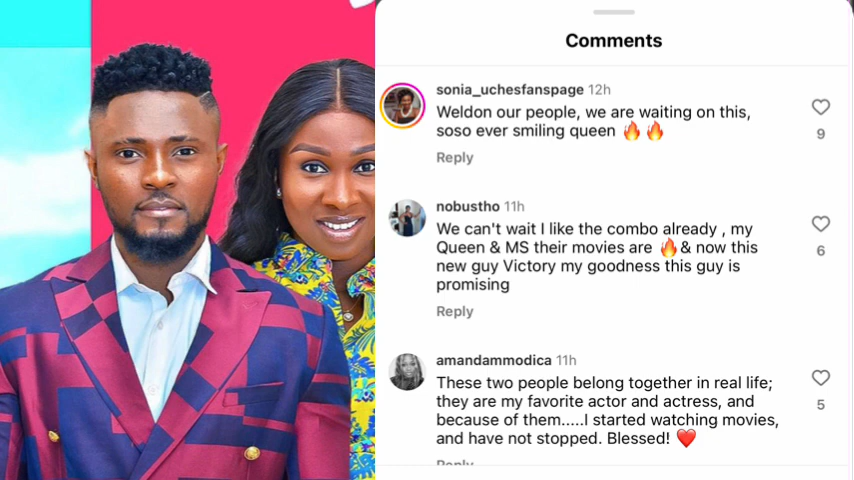 Comments
sonia_uchesfanspage 12h
Weldon our people, we are waiting on this,
soso ever smiling queen 🔥🔥
9
Reply
nobustho 11h
We can't wait I like the combo already , my
Queen & MS their movies are 🔥& now this
new guy Victory my goodness this guy is
promising
6
Reply
amandammodica 11h
These two people belong together in real life;
they are my favorite actor and actress, and
because of them.....I started watching movies,
and have not stopped. Blessed! ❤️
5
Reply